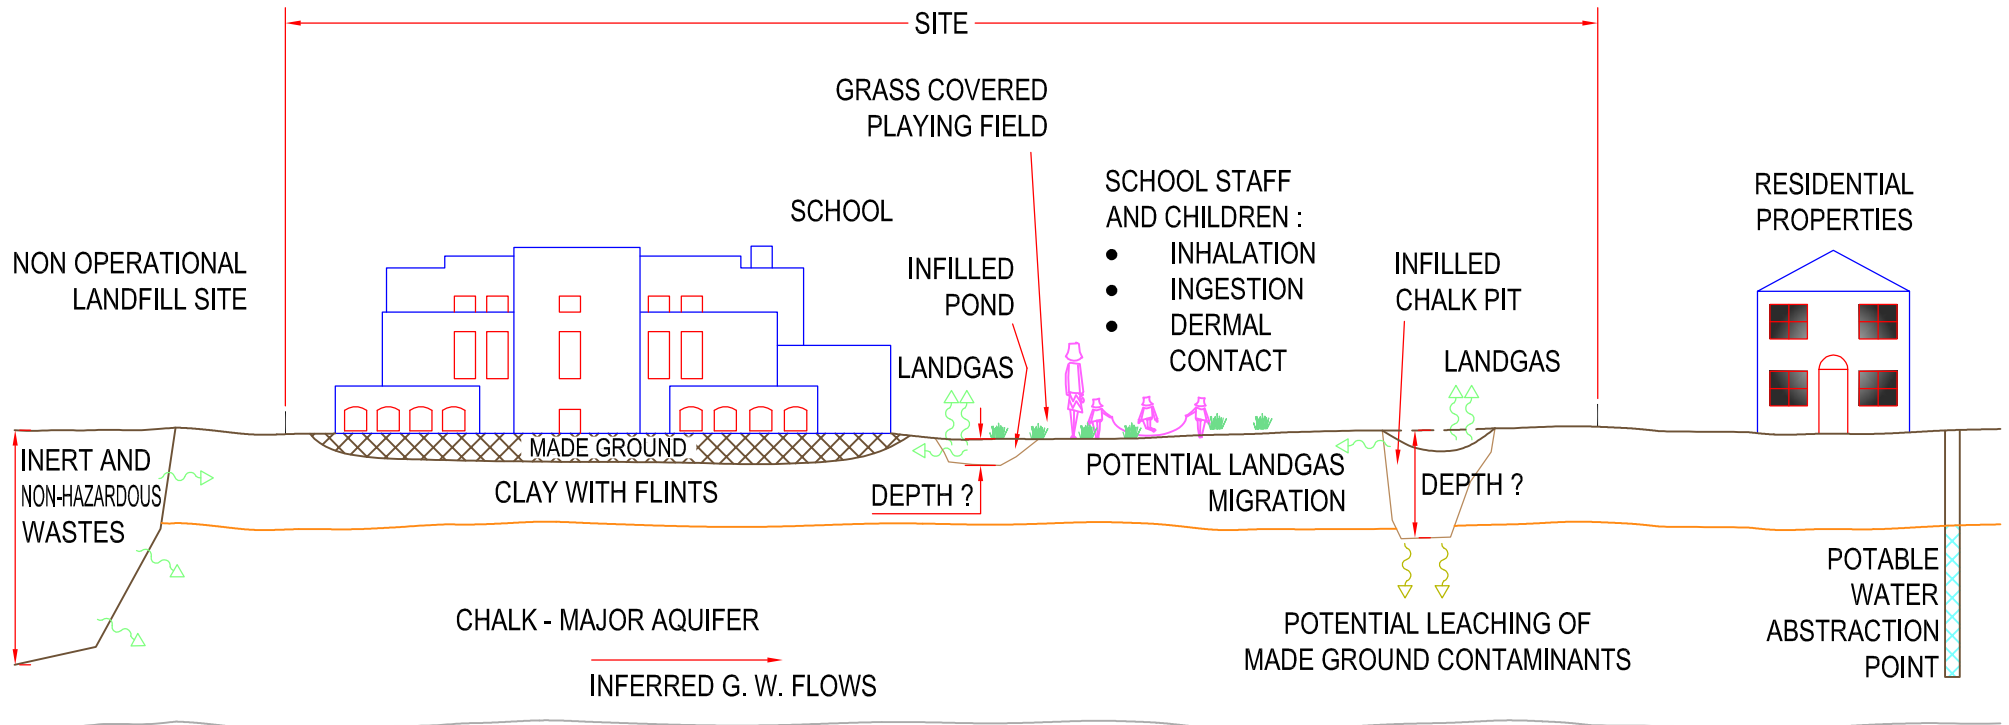 SITE
GRASS COVERED
PLAYING FIELD
SCHOOL STAFF
AND CHILDREN :
● INHALATION
● INGESTION
● DERMAL
CONTACT
RESIDENTIAL
PROPERTIES
SCHOOL
NON OPERATIONAL
LANDFILL SITE
INFILLED
POND
INFILLED
CHALK PIT
LANDGAS
LANDGAS
MADE GROUND
INERT AND
NON-HAZARDOUS
WASTES
CLAY WITH FLINTS
DEPTH ?
POTENTIAL LANDGAS
MIGRATION
DEPTH ?
POTABLE
WATER
ABSTRACTION
POINT
CHALK - MAJOR AQUIFER
INFERRED G. W. FLOWS
POTENTIAL LEACHING OF
MADE GROUND CONTAMINANTS